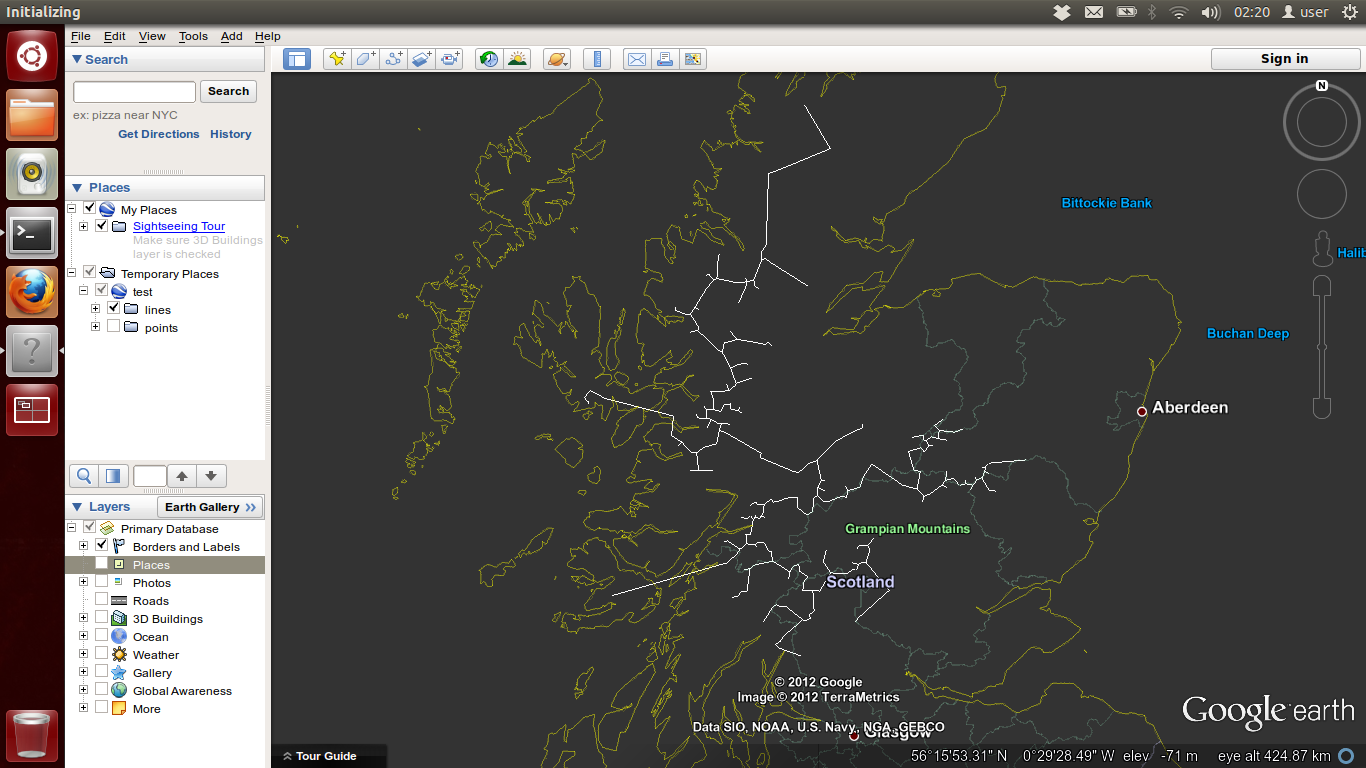 Initializing
02:20
user
File Edit View Tools Add Help
Search
Search
ex: pizza near NYC
Get Directions History
Places
My Places
Sightseeing Tour
Make sure 3D Buildings
layer is checked
Temporary Places
test
lines
points
Layers
Earth Gallery
Primary Database
Borders and Labels
Places
Photos
Roads
3D Buildings
Ocean
Weather
Gallery
Global Awareness
More
Sign in
N
Bittockie Bank
Halib
Buchan Deep
Aberdeen
Grampian Mountains
Scotland
© 2012 Google
Image © 2012 TerraMetrics
Data SIO, NOAA, U.S. Navy, NGA, GEBCO
Glasgow
Google earth
Tour Guide
56°15'53.31" N 0°29'28.49" W elev -71 m eye alt 424.87 km